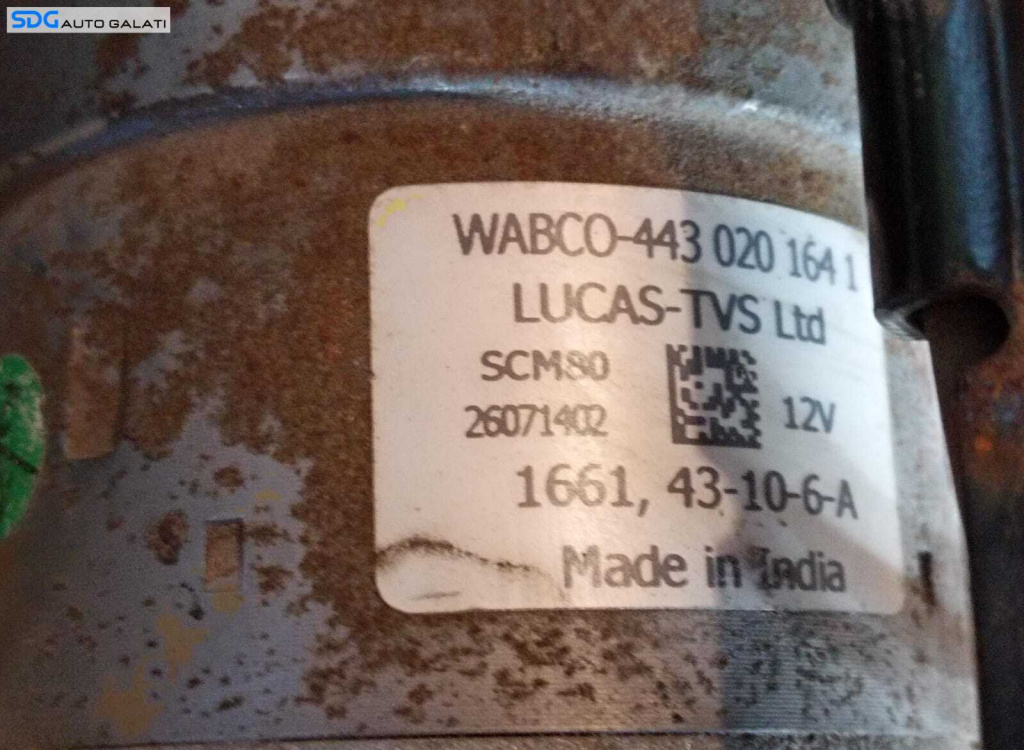 SDG AUTO GALATI
WABCO-443 020 164 1
LUCAS-TVS Ltd
SCM80
26071402
12V
1661, 43-10-6-A
Made in India